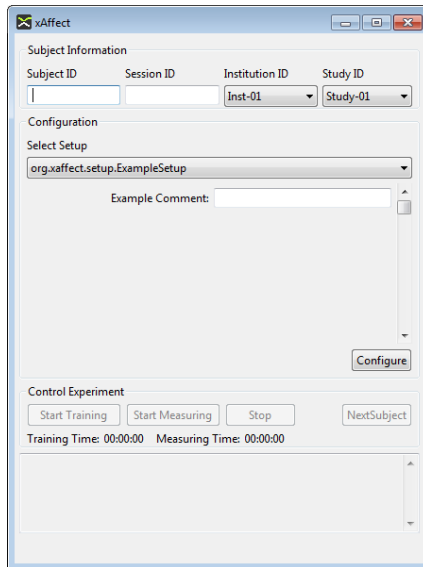 xAffect
Subject Information
Subject ID Session ID Institution ID Study ID
Inst-01 Study-01
Configuration
Select Setup
org.xaffect.setup.ExampleSetup
Example Comment:
Configure
Control Experiment
Start Training Start Measuring Stop NextSubject
Training Time: 00:00:00 Measuring Time: 00:00:00